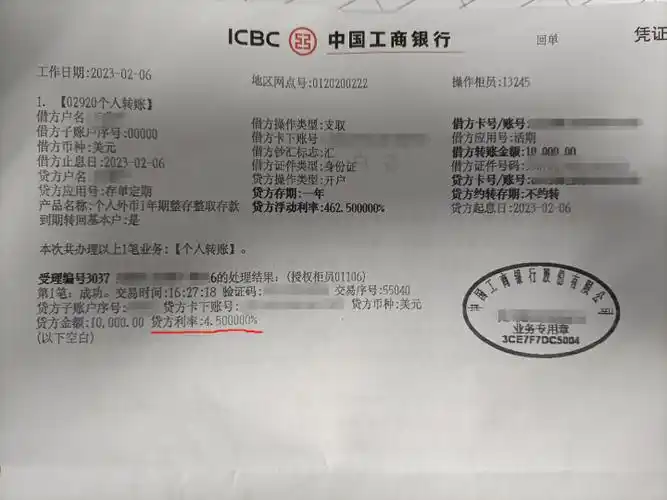 ICBC 中国工商银行 回单 凭证
工作日期:2023-02-06 地区网点号:0120200222 操作柜员:13245
1. 【02920个人转账】
借方户名 借方操作类型:支取 借方卡号/账号:
借方子账户序号:00000 借方卡下账号 借方应用号:活期
借方币种:美元 借方钞汇标志:汇 借方转账金额:10,000.00
借方止息日:2023-02-06 借方证件类型:身份证 借方证件号码:
贷方户名 贷方操作类型:开户 贷方卡号/账号:
贷方应用号:存单定期 贷方存期:一年 贷方约转存期:不约转
产品名称:个人外币1年期整存整取存款 贷方浮动利率:462.500000% 贷方起息日:2023-02-06
到期转回基本户:是
本次共办理以上1笔业务:【个人转账】。
受理编号3037 6的处理结果: (授权柜员01106)
第1笔: 成功。交易时间:16:27:18 验证码: 交易序号:55040
贷方子账户序号: 贷方卡下账号: 贷方币种:美元
贷方金额:10,000.00 贷方利率:4.500000%
(以下空白)
中国工商银行股份有限公司
业务专用章
3CE7F7DC5004